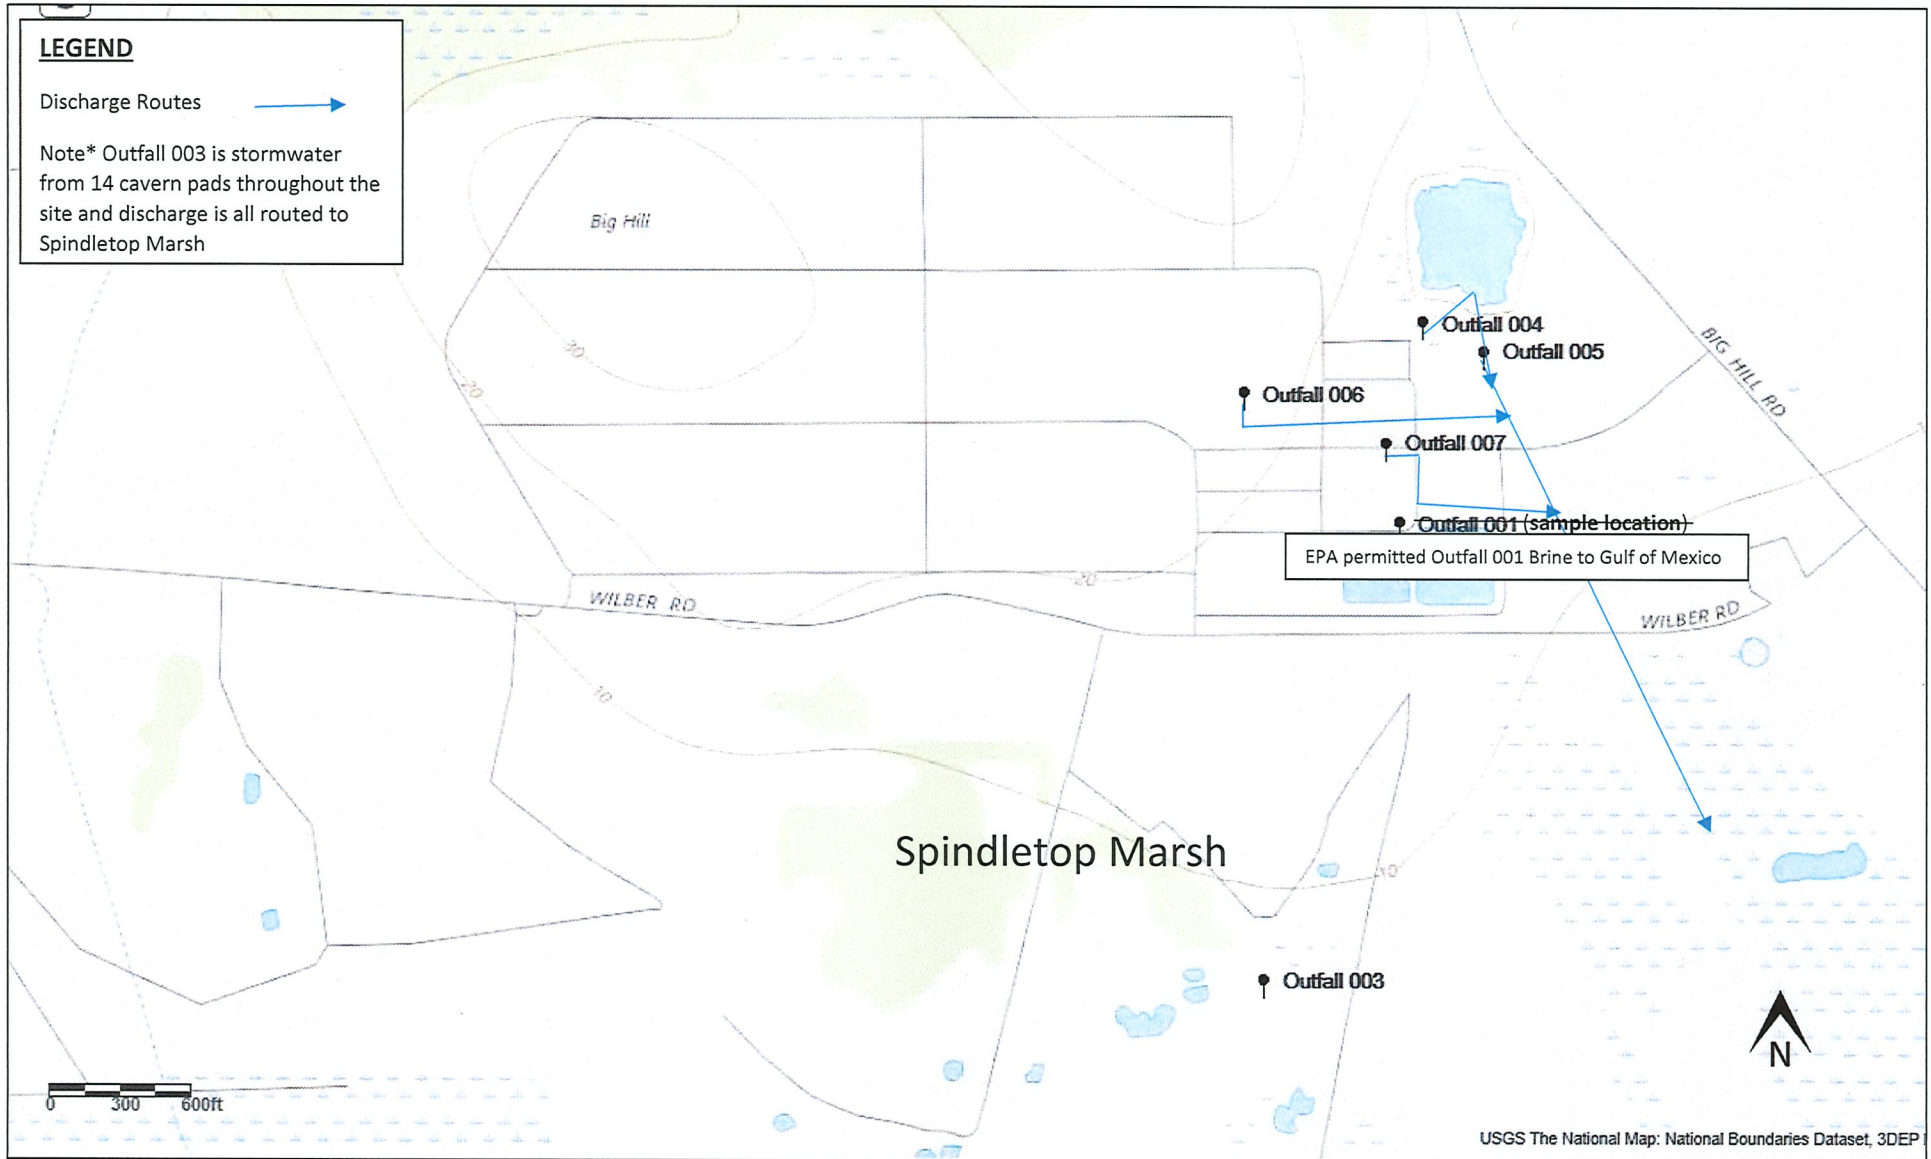 LEGEND
Discharge Routes
Note* Outfall 003 is stormwater
from 14 cavern pads throughout the
site and discharge is all routed to
Spindletop Marsh
Big Hill
30
20
Outfall 004
Outfall 005
BIG HILL RD
Outfall 006
Outfall 007
Outfall 001 (sample location)
EPA permitted Outfall 001 Brine to Gulf of Mexico
20
WILBER RD
WILBER RD
10
Spindletop Marsh
10
Outfall 003
N
0 300 600ft
USGS The National Map: National Boundaries Dataset, 3DEP